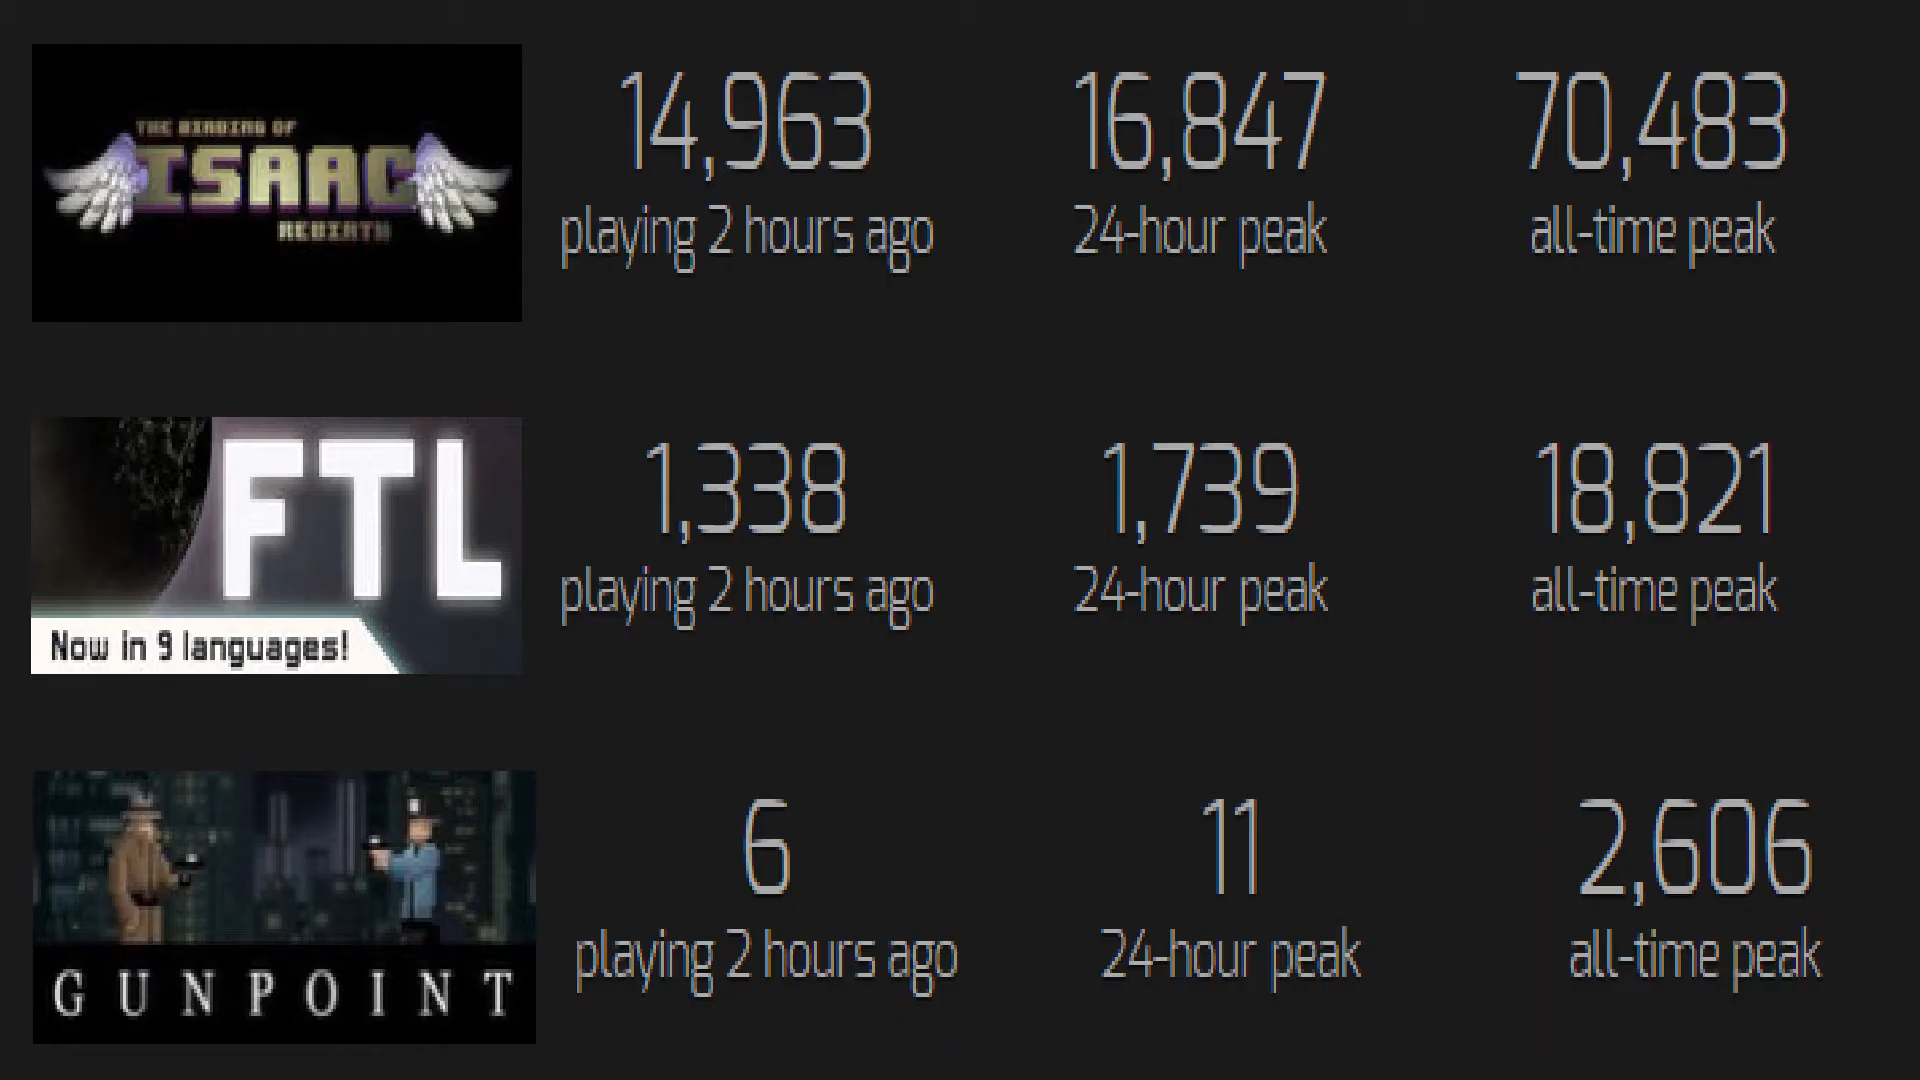 THE BINDING OF
ISAAC
REBIRTH
14,963
playing 2 hours ago
16,847
24-hour peak
70,483
all-time peak
FTL
Now in 9 languages!
1,338
playing 2 hours ago
1,739
24-hour peak
18,821
all-time peak
GUNPOINT
6
playing 2 hours ago
11
24-hour peak
2,606
all-time peak